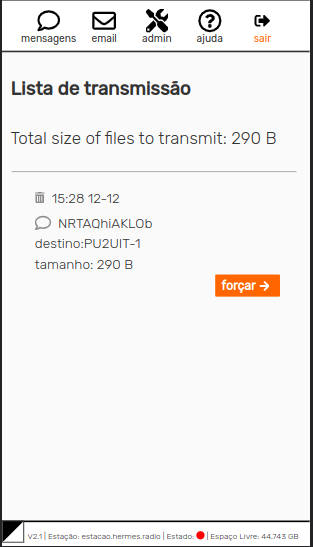 mensagens email admin ajuda sair
Lista de transmissão
Total size of files to transmit: 290 B
15:28 12-12
NRTAQhiAKLOb
destino:PU2UIT-1
tamanho: 290 B
forçar
V2.1 | Estação: estacao.hermes.radio | Estado: | Espaço Livre: 44.743 GB